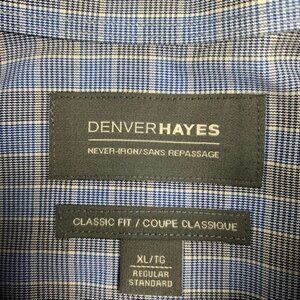 DENVERHAYES
NEVER-IRON/SANS REPASSAGE
CLASSIC FIT / COUPE CLASSIQUE
XL/TG
REGULAR
STANDARD